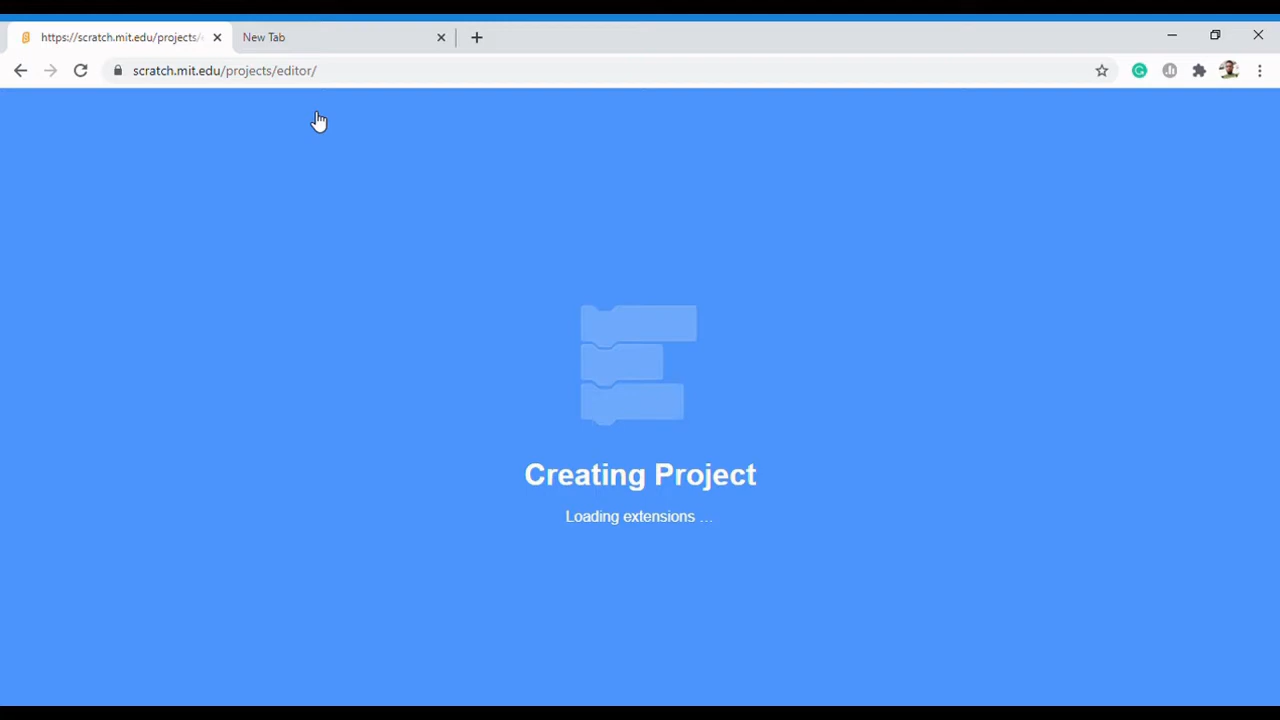 https://scratch.mit.edu/projects/
New Tab
scratch.mit.edu/projects/editor/
Creating Project
Loading extensions ...